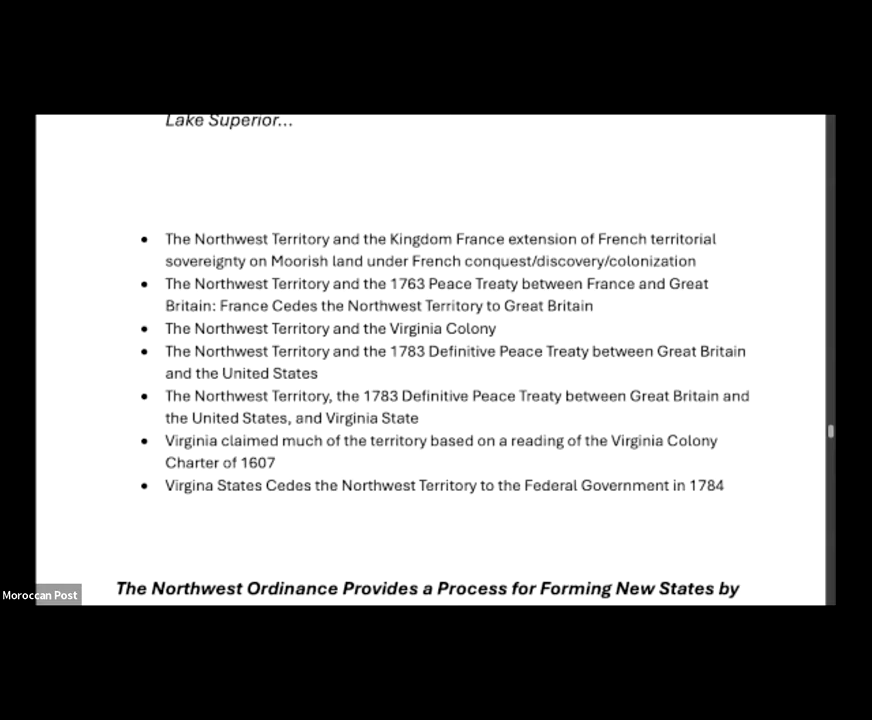 Lake Superior...
• The Northwest Territory and the Kingdom France extension of French territorial
sovereignty on Moorish land under French conquest/discovery/colonization
• The Northwest Territory and the 1763 Peace Treaty between France and Great
Britain: France Cedes the Northwest Territory to Great Britain
• The Northwest Territory and the Virginia Colony
• The Northwest Territory and the 1783 Definitive Peace Treaty between Great Britain
and the United States
• The Northwest Territory, the 1783 Definitive Peace Treaty between Great Britain and
the United States, and Virginia State
• Virginia claimed much of the territory based on a reading of the Virginia Colony
Charter of 1607
• Virgina States Cedes the Northwest Territory to the Federal Government in 1784
The Northwest Ordinance Provides a Process for Forming New States by
Moroccan Post